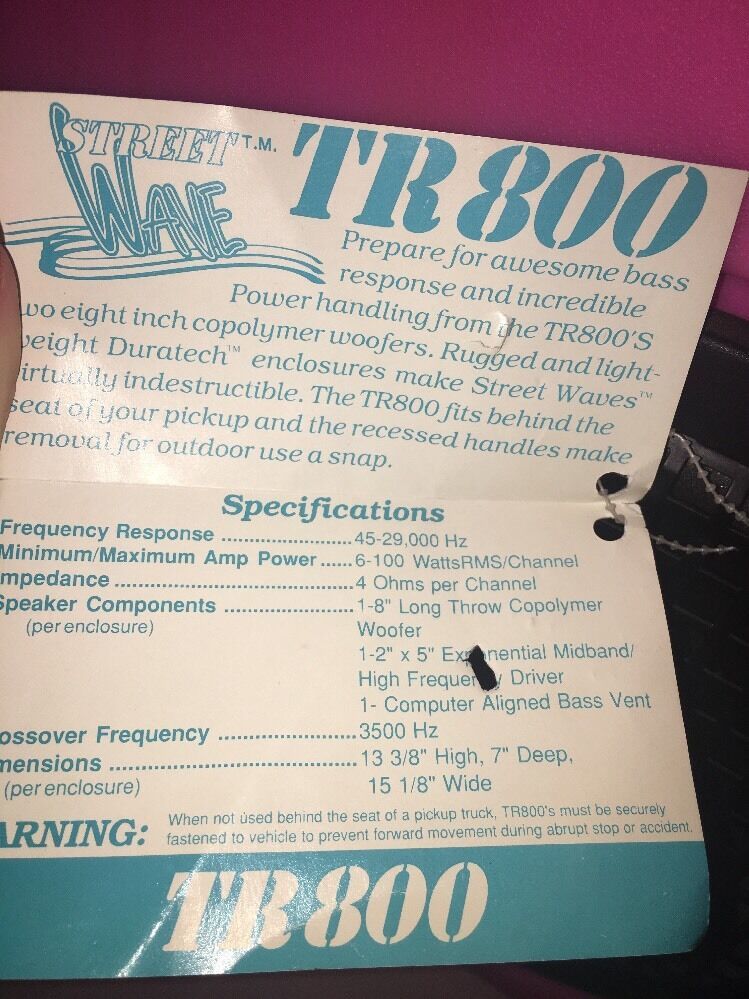 STREET T.M.
WAVE
TR800
Prepare for awesome bass
response and incredible
Power handling from the TR800'S
wo eight inch copolymer woofers. Rugged and light-
weight Duratech™ enclosures make Street Waves™
irtually indestructible. The TR800 fits behind the
seat of your pickup and the recessed handles make
removal for outdoor use a snap.
Specifications
Frequency Response ..................45-29,000 Hz
Minimum/Maximum Amp Power ......6-100 WattsRMS/Channel
mpedance ..................................4 Ohms per Channel
Speaker Components ..................1-8" Long Throw Copolymer
(per enclosure) Woofer
1-2" x 5" Exponential Midband/
High Frequency Driver
1- Computer Aligned Bass Vent
ossover Frequency ....................3500 Hz
mensions ....................................13 3/8" High, 7" Deep,
(per enclosure) 15 1/8" Wide
ARNING: When not used behind the seat of a pickup truck, TR800's must be securely
fastened to vehicle to prevent forward movement during abrupt stop or accident.
TR800